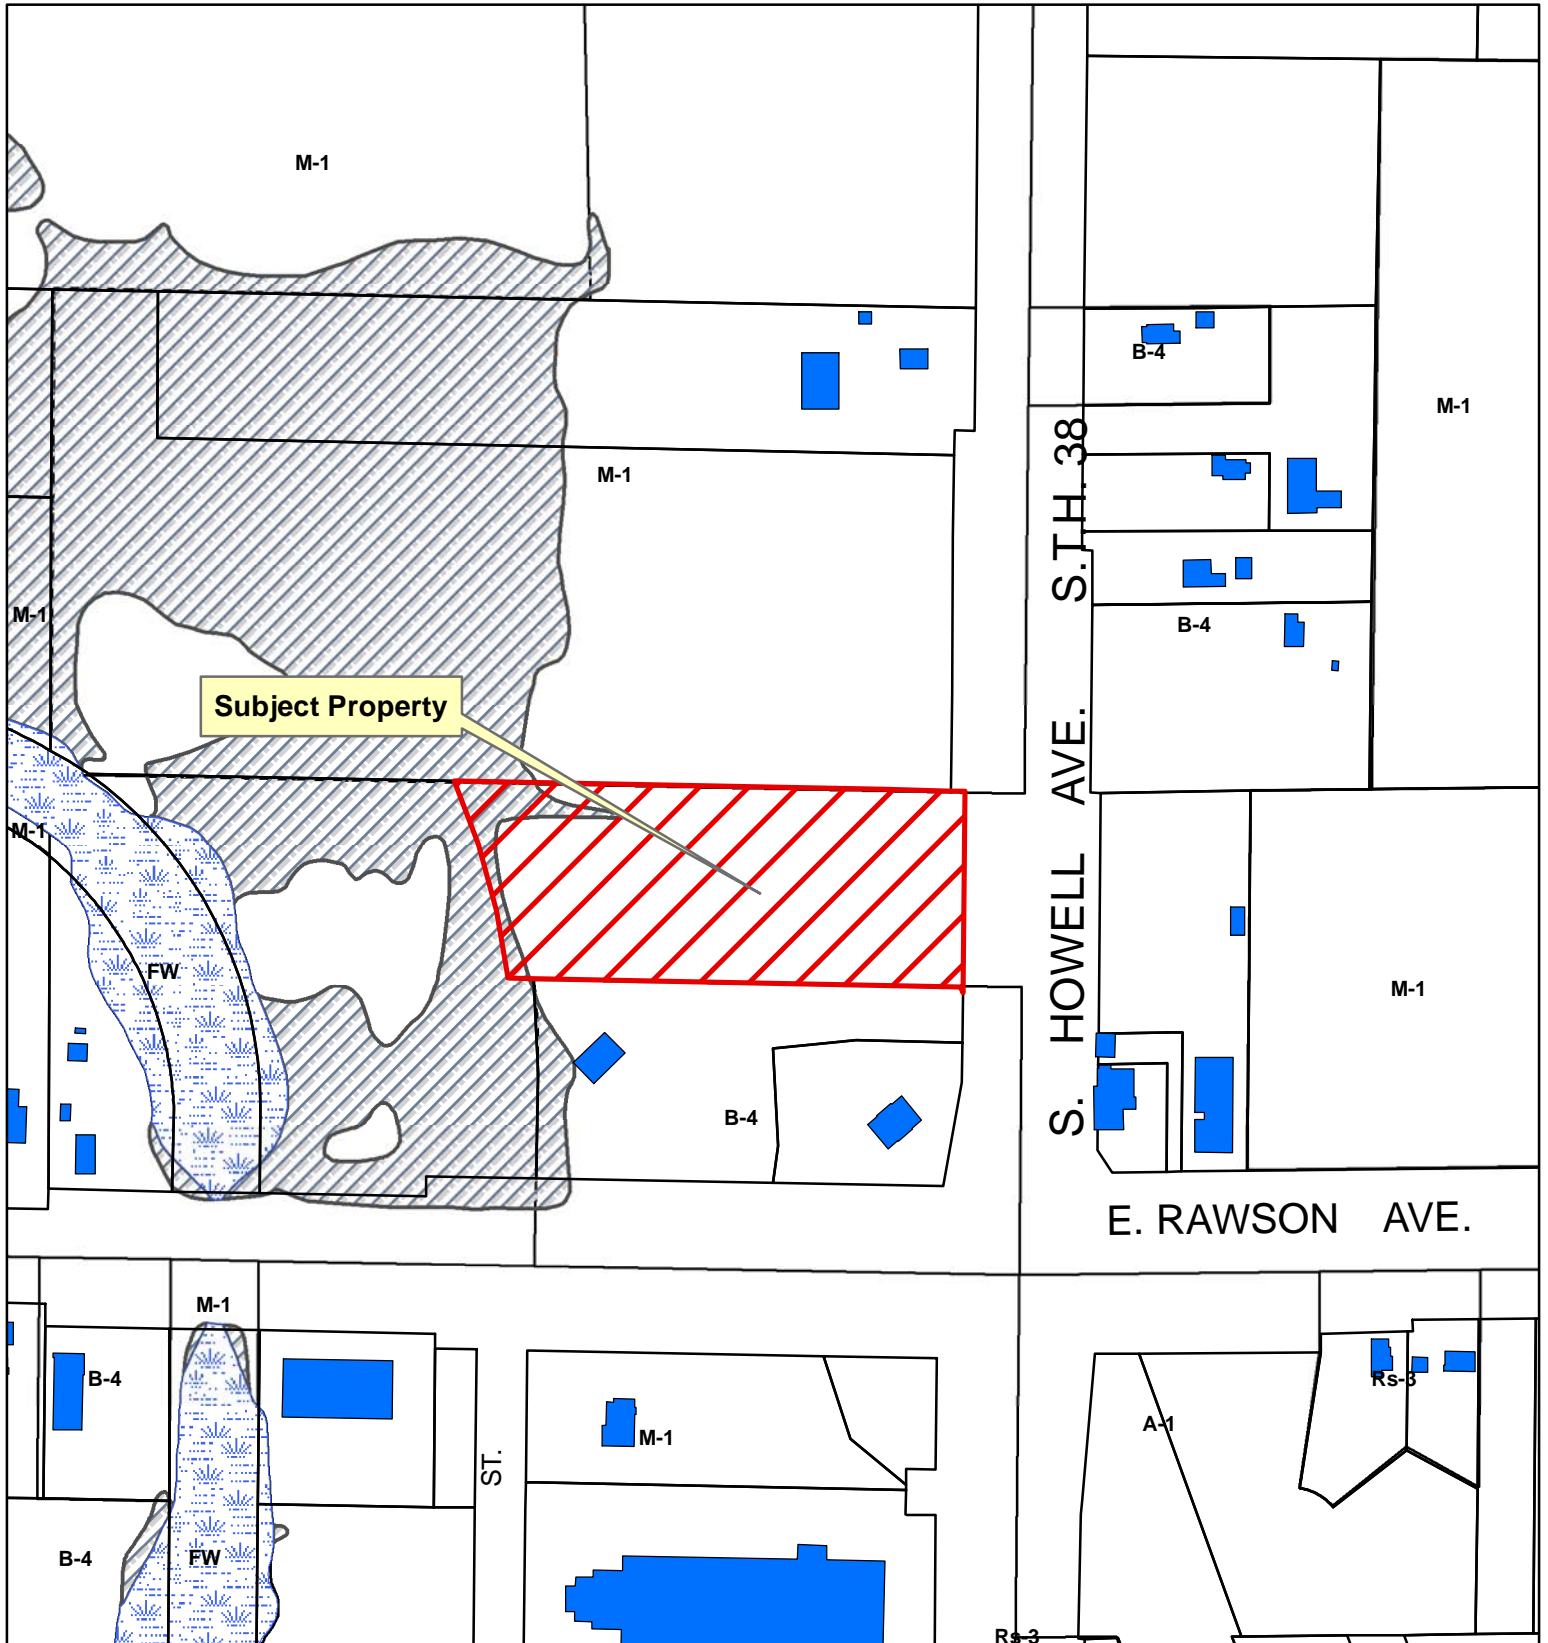 M-1
B-4
M-1
M-1
S.T.H. 38
M-1
B-4
Subject Property
M-1
S. HOWELL AVE.
FW
M-1
B-4
E. RAWSON AVE.
M-1
B-4
Rs-3
A-1
M-1
ST.
B-4
FW
Rs-3